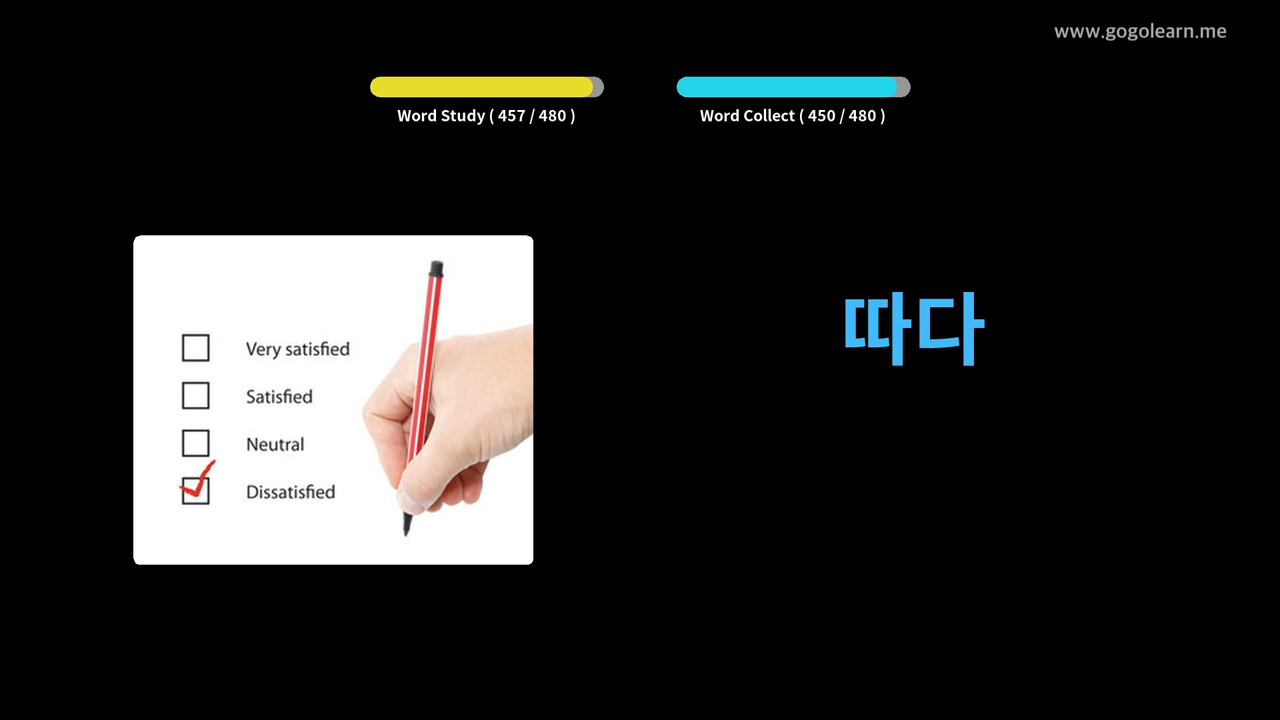 www.gogolearn.me
Word Study ( 457 / 480 )
Word Collect ( 450 / 480 )
Very satisfied
Satisfied
Neutral
Dissatisfied
따다